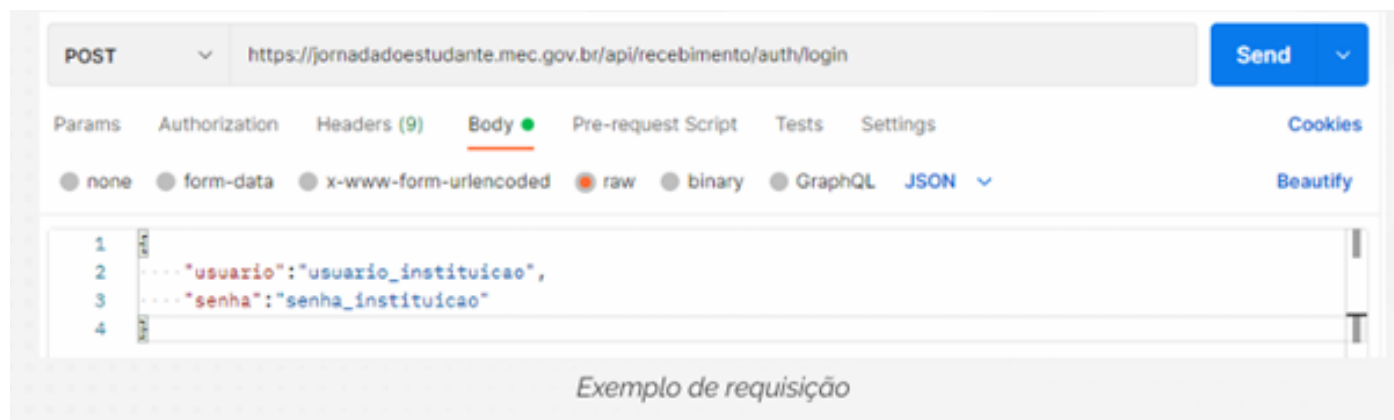 POST https://jornadadoestudante.mec.gov.br/api/recebimento/auth/login Send
Params Authorization Headers (9) Body Pre-request Script Tests Settings Cookies
none form-data x-www-form-urlencoded raw binary GraphQL JSON Beautify
1 {
2 "usuario":"usuario_instituicao",
3 "senha":"senha_instituicao"
4 }
Exemplo de requisição